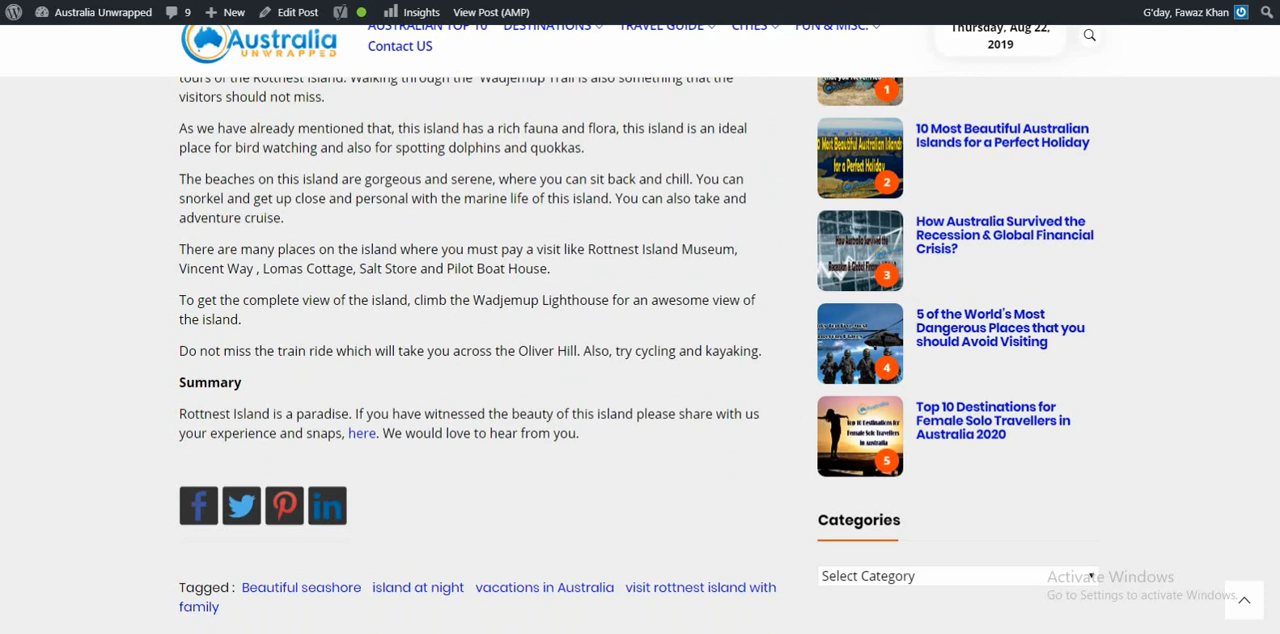 Australia Unwrapped 9 New Edit Post Insights View Post (AMP) G'day, Fawaz Khan
Australia
UNWRAPPED
AUSTRALIAN TOP 10 DESTINATIONS TRAVEL GUIDE CITIES FUN & MISC.
Contact US
Thursday, Aug 22,
2019
tours of the Rottnest Island. Walking through the Wadjemup Trail is also something that the
visitors should not miss.
As we have already mentioned that, this island has a rich fauna and flora, this island is an ideal
place for bird watching and also for spotting dolphins and quokkas.
The beaches on this island are gorgeous and serene, where you can sit back and chill. You can
snorkel and get up close and personal with the marine life of this island. You can also take and
adventure cruise.
There are many places on the island where you must pay a visit like Rottnest Island Museum,
Vincent Way , Lomas Cottage, Salt Store and Pilot Boat House.
To get the complete view of the island, climb the Wadjemup Lighthouse for an awesome view of
the island.
Do not miss the train ride which will take you across the Oliver Hill. Also, try cycling and kayaking.
Summary
Rottnest Island is a paradise. If you have witnessed the beauty of this island please share with us
your experience and snaps, here. We would love to hear from you.
Tagged : Beautiful seashore island at night vacations in Australia visit rottnest island with
family
1
10 Most Beautiful Australian
Islands for a Perfect Holiday
2
How Australia Survived the
Recession & Global Financial
Crisis?
3
5 of the World's Most
Dangerous Places that you
should Avoid Visiting
4
Top 10 Destinations for
Female Solo Travellers in
Australia 2020
5
Categories
Select Category
Activate Windows
Go to Settings to activate Windows.